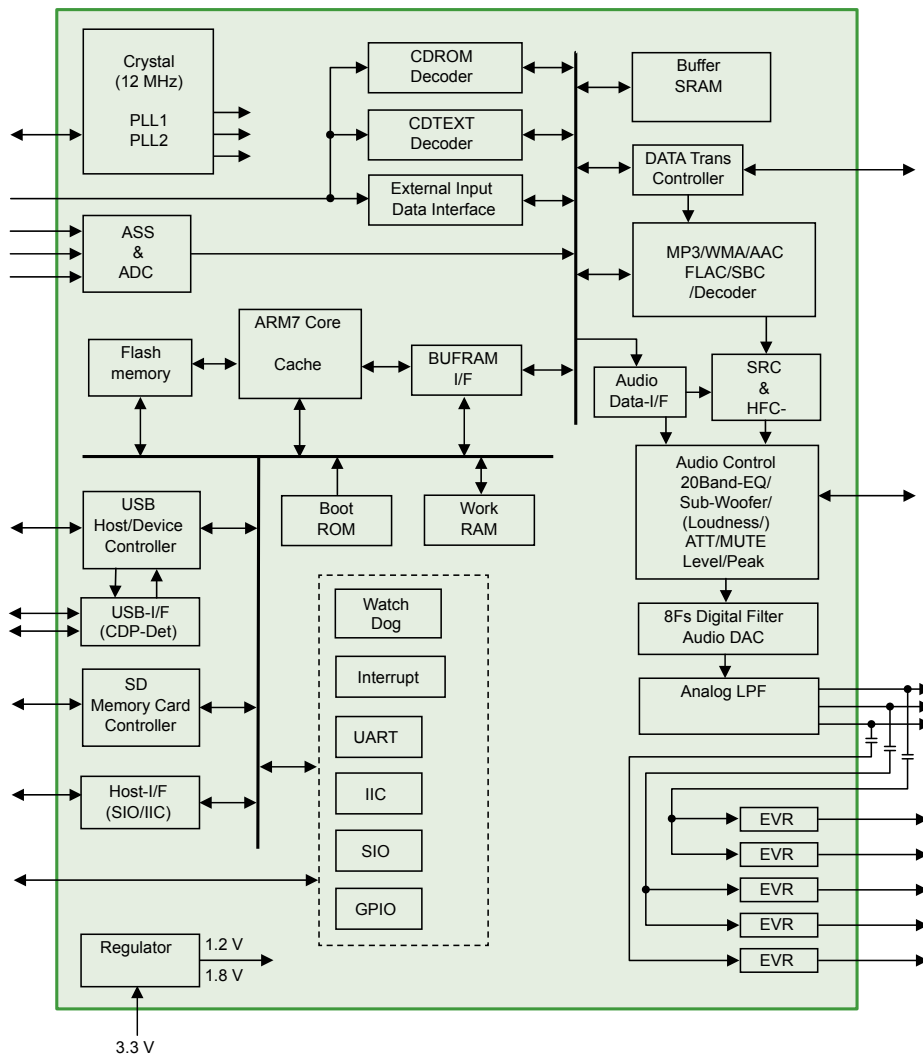 Crystal
(12 MHz)
PLL1
PLL2
CDROM
Decoder
CDTEXT
Decoder
External Input
Data Interface
Buffer
SRAM
DATA Trans
Controller
ASS
&
ADC
MP3/WMA/AAC
FLAC/SBC
/Decoder
Flash
memory
ARM7 Core
Cache
BUFRAM
I/F
Audio
Data-I/F
SRC
&
HFC-
USB
Host/Device
Controller
Boot
ROM
Work
RAM
Audio Control
20Band-EQ/
Sub-Woofer/
(Loudness/)
ATT/MUTE
Level/Peak
USB-I/F
(CDP-Det)
Watch
Dog
8Fs Digital Filter
Audio DAC
SD
Memory Card
Controller
Interrupt
Analog LPF
UART
Host-I/F
(SIO/IIC)
IIC
SIO
GPIO
EVR
EVR
EVR
EVR
EVR
Regulator
1.2 V
1.8 V
3.3 V